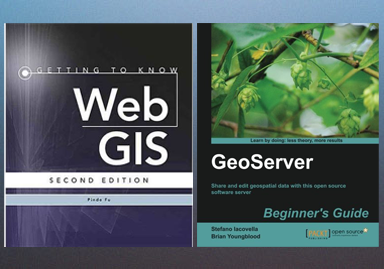 GETTING TO KNOW
Web
GIS
SECOND EDITION
Pinde Fu
Learn by doing: less theory, more results
GeoServer
Share and edit geospatial data with this open source
software server
Beginner's Guide
Stefano Iacovella
Brian Youngblood
open source